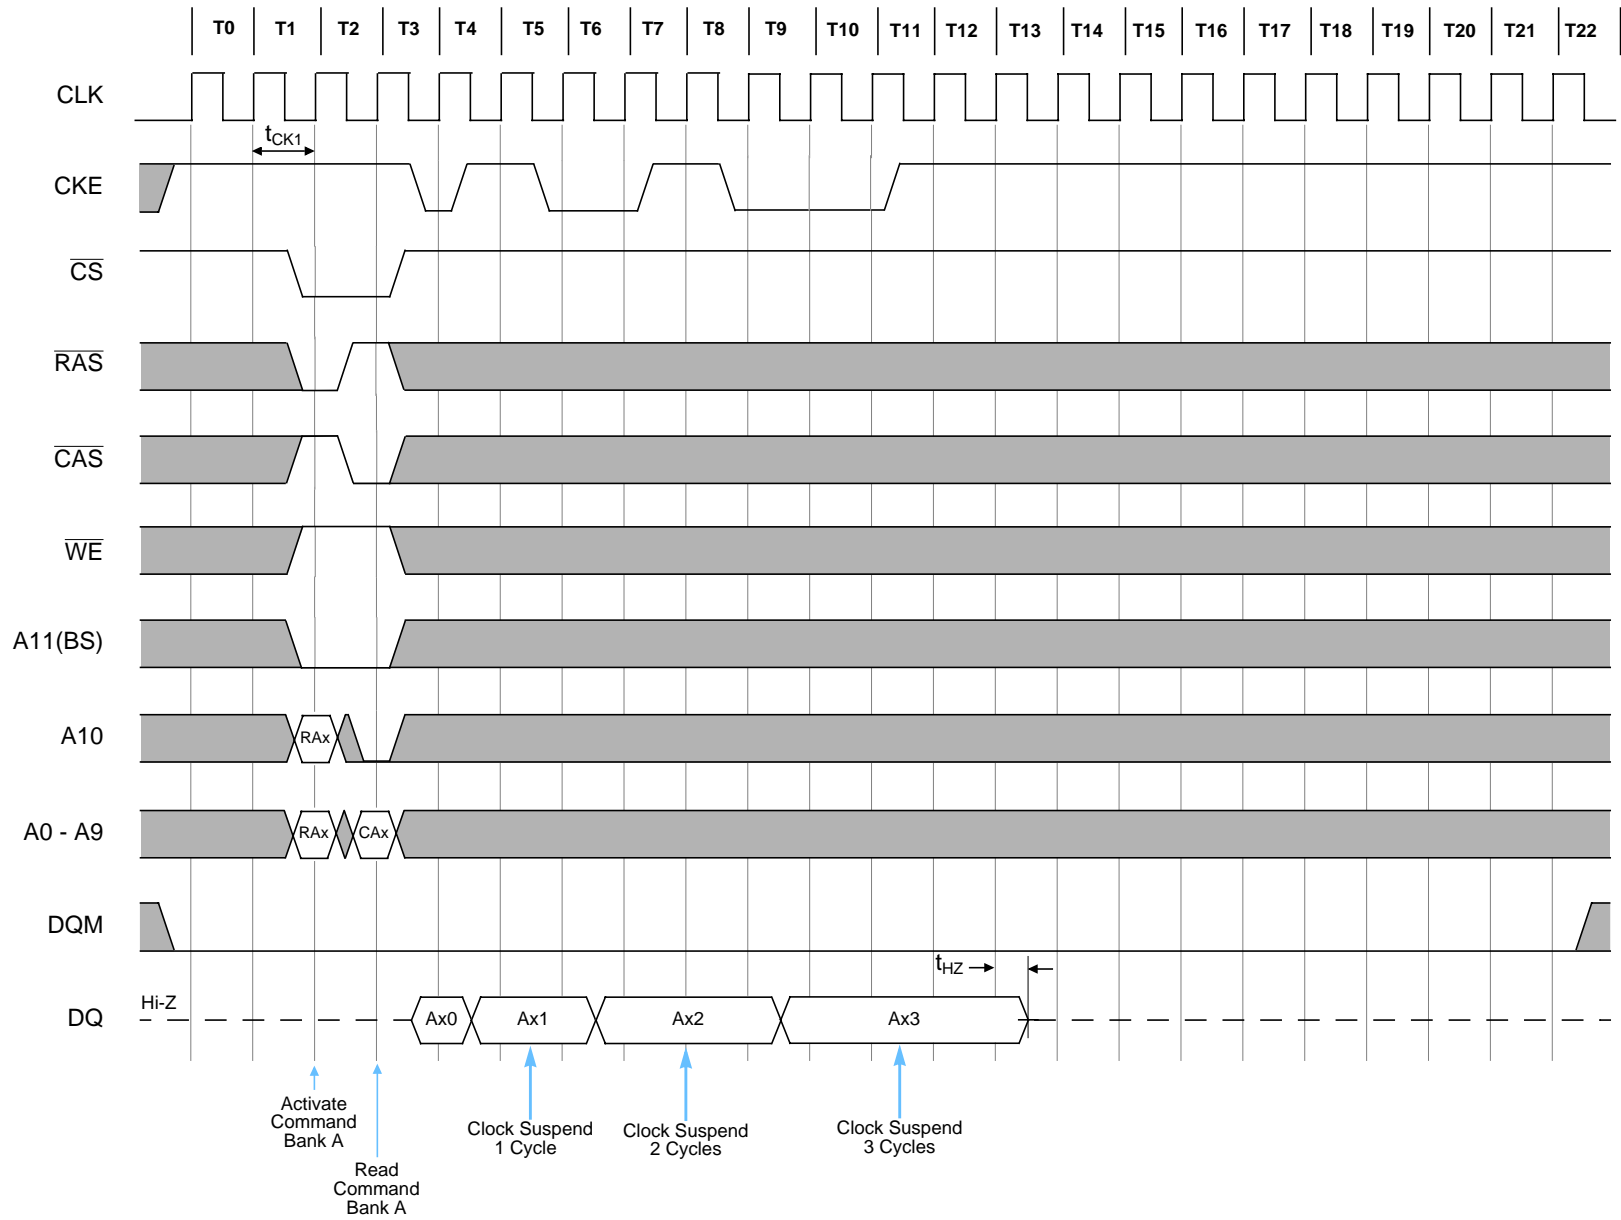 T0 T1 T2 T3 T4 T5 T6 T7 T8 T9 T10 T11 T12 T13 T14 T15 T16 T17 T18 T19 T20 T21 T22
CLK
tCK1
CKE
CS
RAS
CAS
WE
A11(BS)
A10
RAx
A0 - A9
RAx CAx
DQM
tHZ
Hi-Z
DQ
Ax0 Ax1 Ax2 Ax3
Activate
Command
Bank A
Read
Command
Bank A
Clock Suspend
1 Cycle
Clock Suspend
2 Cycles
Clock Suspend
3 Cycles